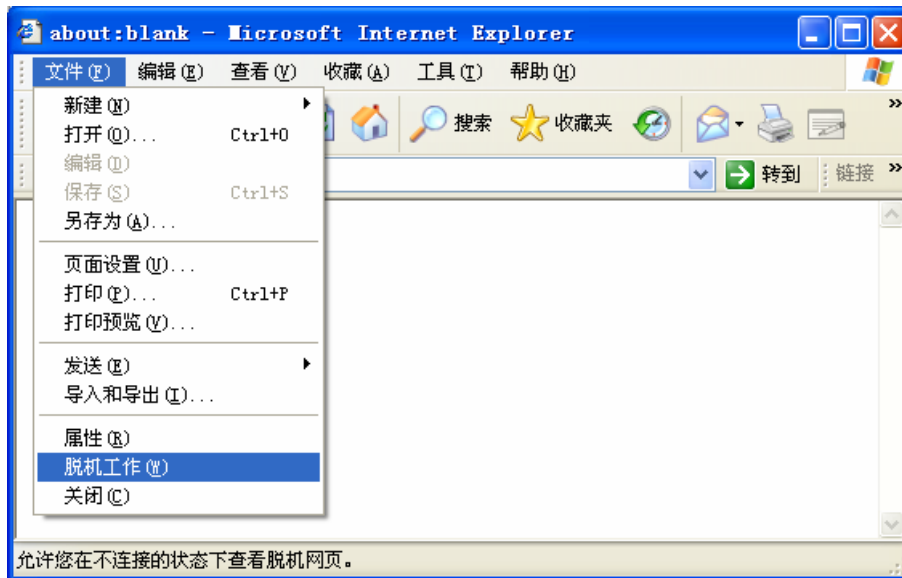 about:blank - Microsoft Internet Explorer
文件(F) 编辑(E) 查看(V) 收藏(A) 工具(T) 帮助(H)
新建(N)
打开(O)... Ctrl+O
编辑(D)
保存(S) Ctrl+S
另存为(A)...
页面设置(U)...
打印(P)... Ctrl+P
打印预览(V)...
发送(E)
导入和导出(I)...
属性(R)
脱机工作(W)
关闭(C)
搜索 收藏夹
转到 链接
允许您在不连接的状态下查看脱机网页。